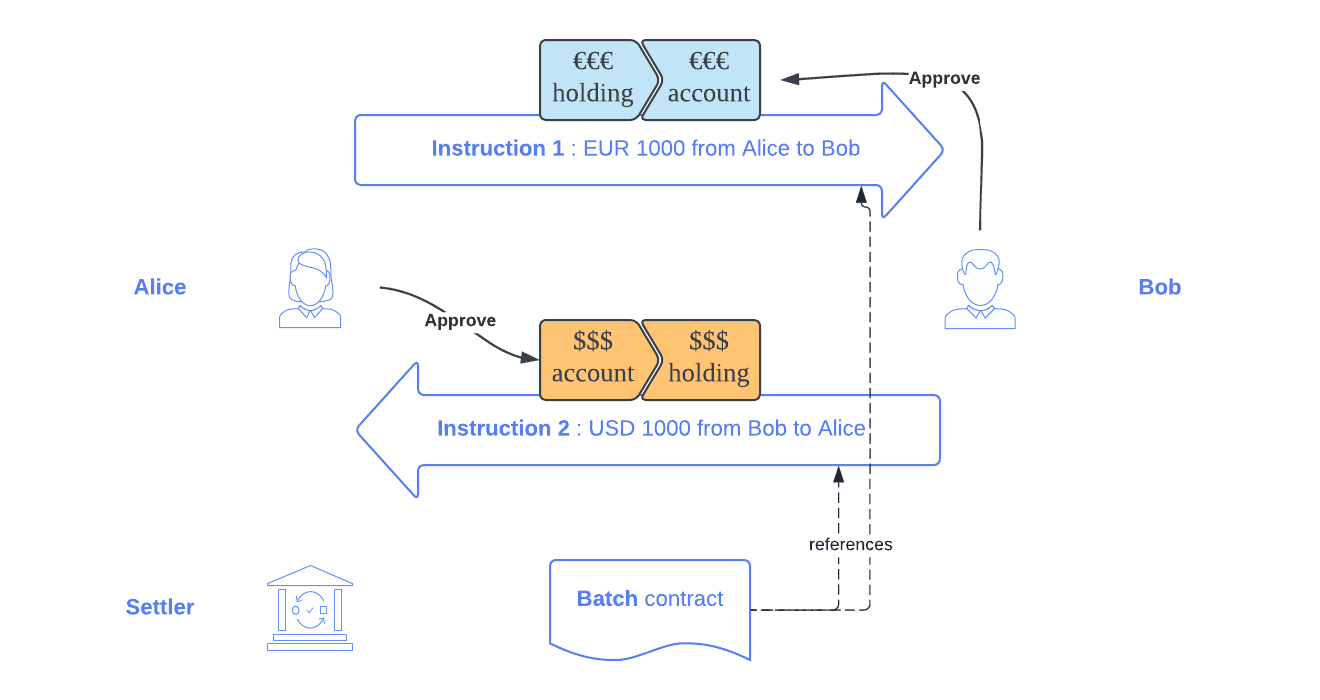 €€€
holding
€€€
account
Approve
Instruction 1 : EUR 1000 from Alice to Bob
Alice
Bob
Approve
$$$
account
$$$
holding
Instruction 2 : USD 1000 from Bob to Alice
references
Settler
Batch contract